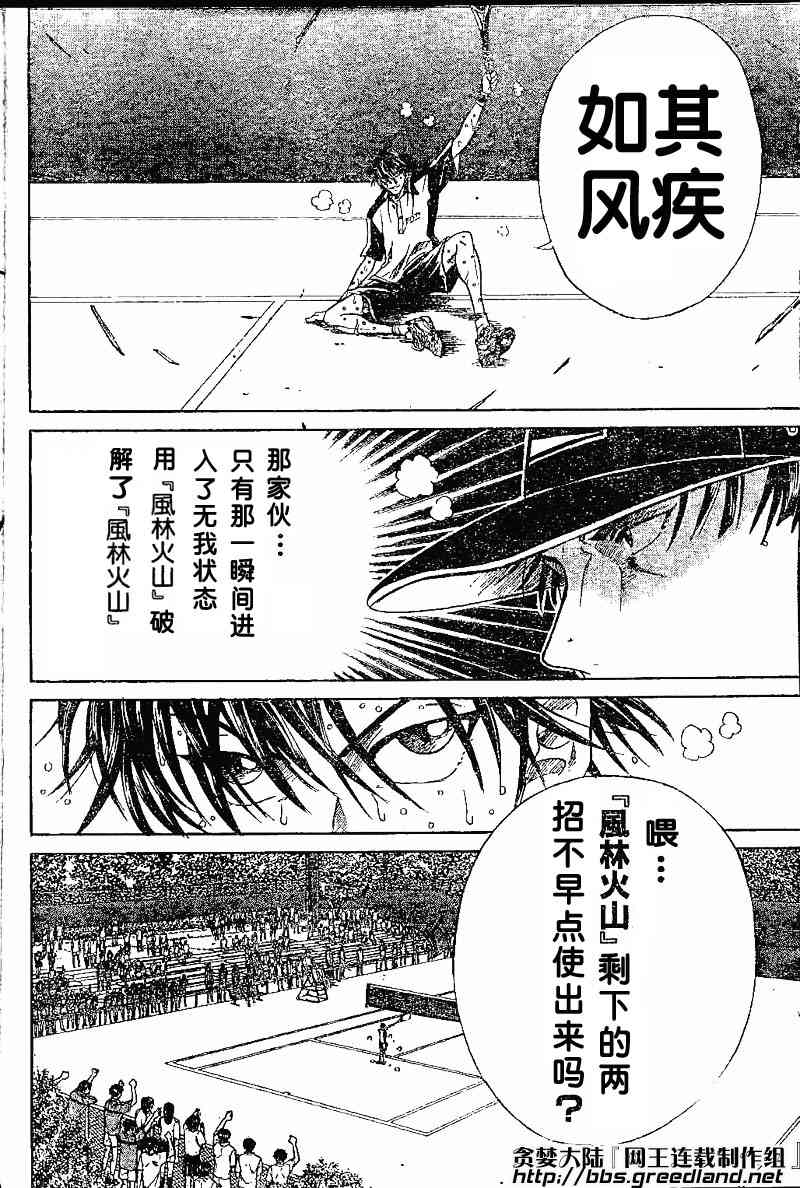 其疾
如风
那家伙…
只有那一瞬间进
入了无我状态
用『風林火山』破
解了『風林火山』
喂…
『風林火山』剩下的两
招不早点使出来吗？
贪婪大陆『网王连载制作组』
http://bbs.greedland.net